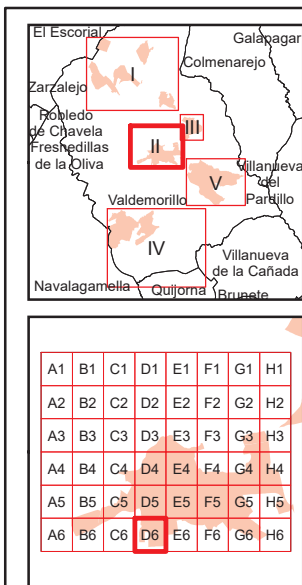 El Escorial
Galapagar
I
Colmenarejo
Zarzalejo
Robledo
de Chavela
III
Fresnedillas
de la Oliva
II
V
Villanueva
del
Pardillo
Valdemorillo
IV
Villanueva
de la Cañada
Navalagamella
Quijorna
Brunete
A1 B1 C1 D1 E1 F1 G1 H1
A2 B2 C2 D2 E2 F2 G2 H2
A3 B3 C3 D3 E3 F3 G3 H3
A4 B4 C4 D4 E4 F4 G4 H4
A5 B5 C5 D5 E5 F5 G5 H5
A6 B6 C6 D6 E6 F6 G6 H6